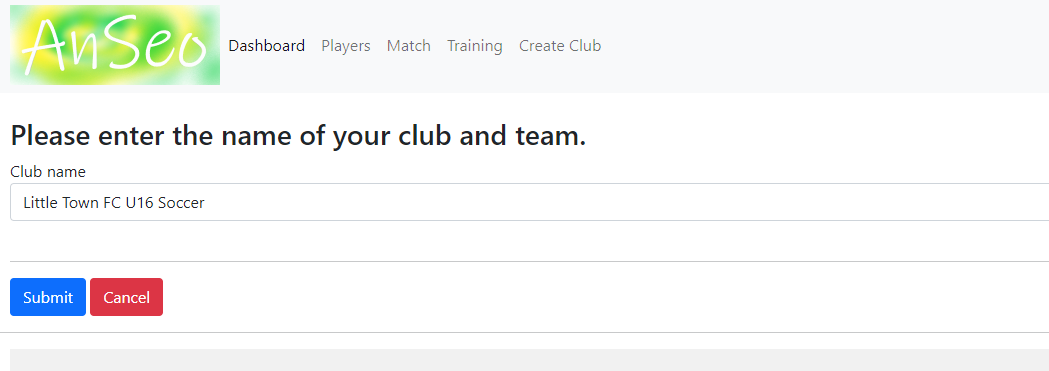 AnSeo
Dashboard Players Match Training Create Club
Please enter the name of your club and team.
Club name
Little Town FC U16 Soccer
Submit Cancel